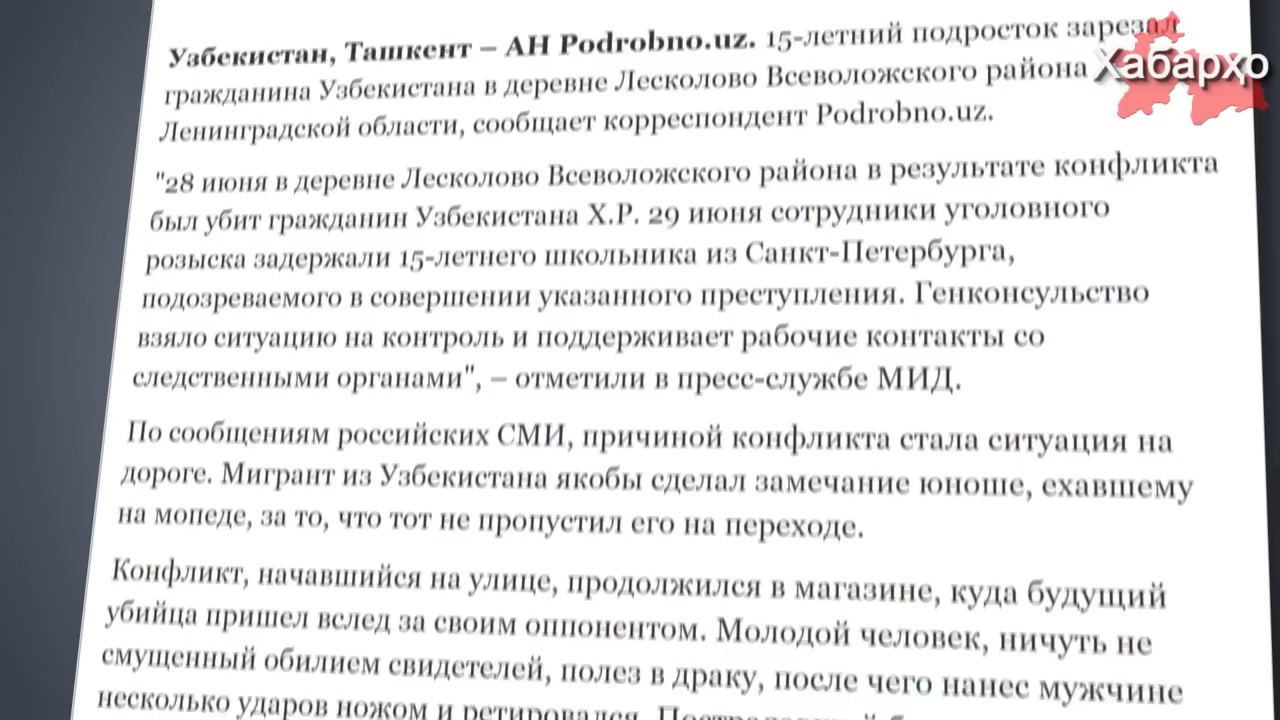 Узбекистан, Ташкент – АН Podrobno.uz. 15-летний подросток зарезал
Хабарҳо
гражданина Узбекистана в деревне Лесколово Всеволожского района
Ленинградской области, сообщает корреспондент Podrobno.uz.
"28 июня в деревне Лесколово Всеволожского района в результате конфликта
был убит гражданин Узбекистана Х.Р. 29 июня сотрудники уголовного
розыска задержали 15-летнего школьника из Санкт-Петербурга,
подозреваемого в совершении указанного преступления. Генконсульство
взяло ситуацию на контроль и поддерживает рабочие контакты со
следственными органами", – отметили в пресс-службе МИД.
По сообщениям российских СМИ, причиной конфликта стала ситуация на
дороге. Мигрант из Узбекистана якобы сделал замечание юноше, ехавшему
на мопеде, за то, что тот не пропустил его на переходе.
Конфликт, начавшийся на улице, продолжился в магазине, куда будущий
убийца пришел вслед за своим оппонентом. Молодой человек, ничуть не
смущенный обилием свидетелей, полез в драку, после чего нанес мужчине
несколько ударов ножом и ретировался.